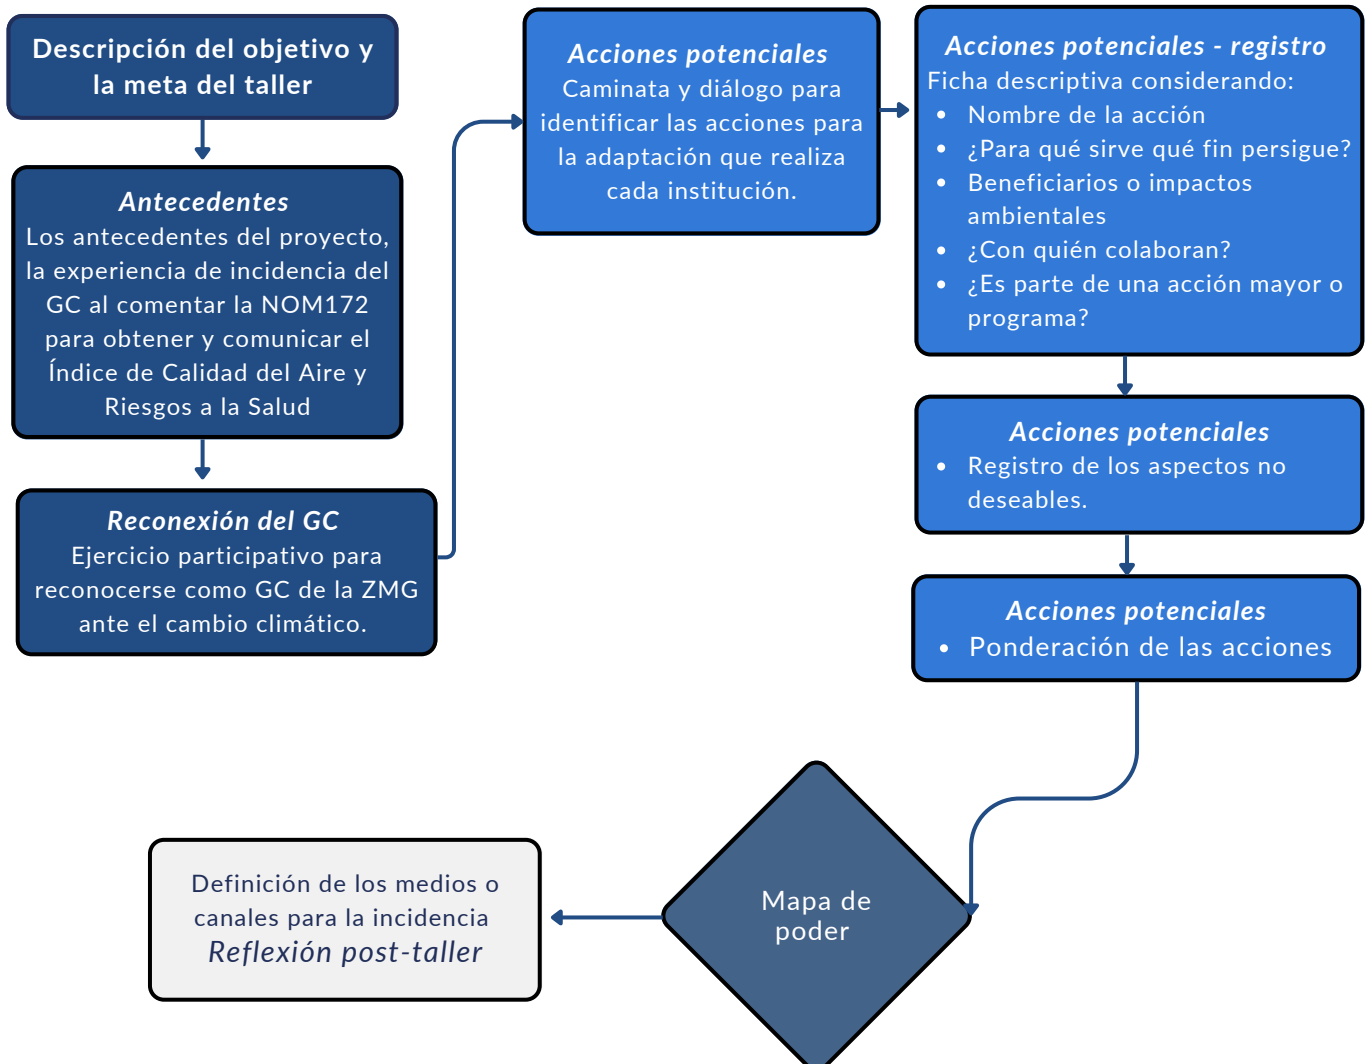 Descripción del objetivo y
la meta del taller
Antecedentes
Los antecedentes del proyecto,
la experiencia de incidencia del
GC al comentar la NOM172
para obtener y comunicar el
Índice de Calidad del Aire y
Riesgos a la Salud
Reconexión del GC
Ejercicio participativo para
reconocerse como GC de la ZMG
ante el cambio climático.
Acciones potenciales
Caminata y diálogo para
identificar las acciones para
la adaptación que realiza
cada institución.
Acciones potenciales - registro
Ficha descriptiva considerando:
• Nombre de la acción
• ¿Para qué sirve qué fin persigue?
• Beneficiarios o impactos
ambientales
• ¿Con quién colaboran?
• ¿Es parte de una acción mayor o
programa?
Acciones potenciales
• Registro de los aspectos no
deseables.
Acciones potenciales
• Ponderación de las acciones
Mapa de
poder
Definición de los medios o
canales para la incidencia
Reflexión post-taller